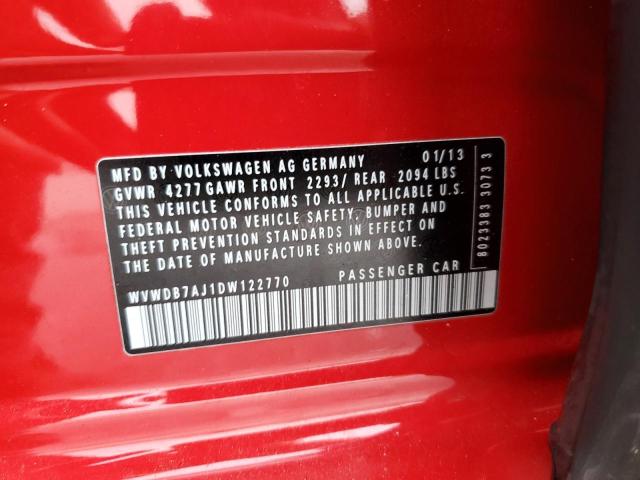 MFD BY VOLKSWAGEN AG GERMANY 01/13
GVWR 4277 GAWR FRONT 2293/ REAR 2094 LBS
THIS VEHICLE CONFORMS TO ALL APPLICABLE U.S.
FEDERAL MOTOR VEHICLE SAFETY, BUMPER AND
THEFT PREVENTION STANDARDS IN EFFECT ON
THE DATE OF MANUFACTURE SHOWN ABOVE.
WVWDB7AJ1DW122770 PASSENGER CAR
8023383 3073 3